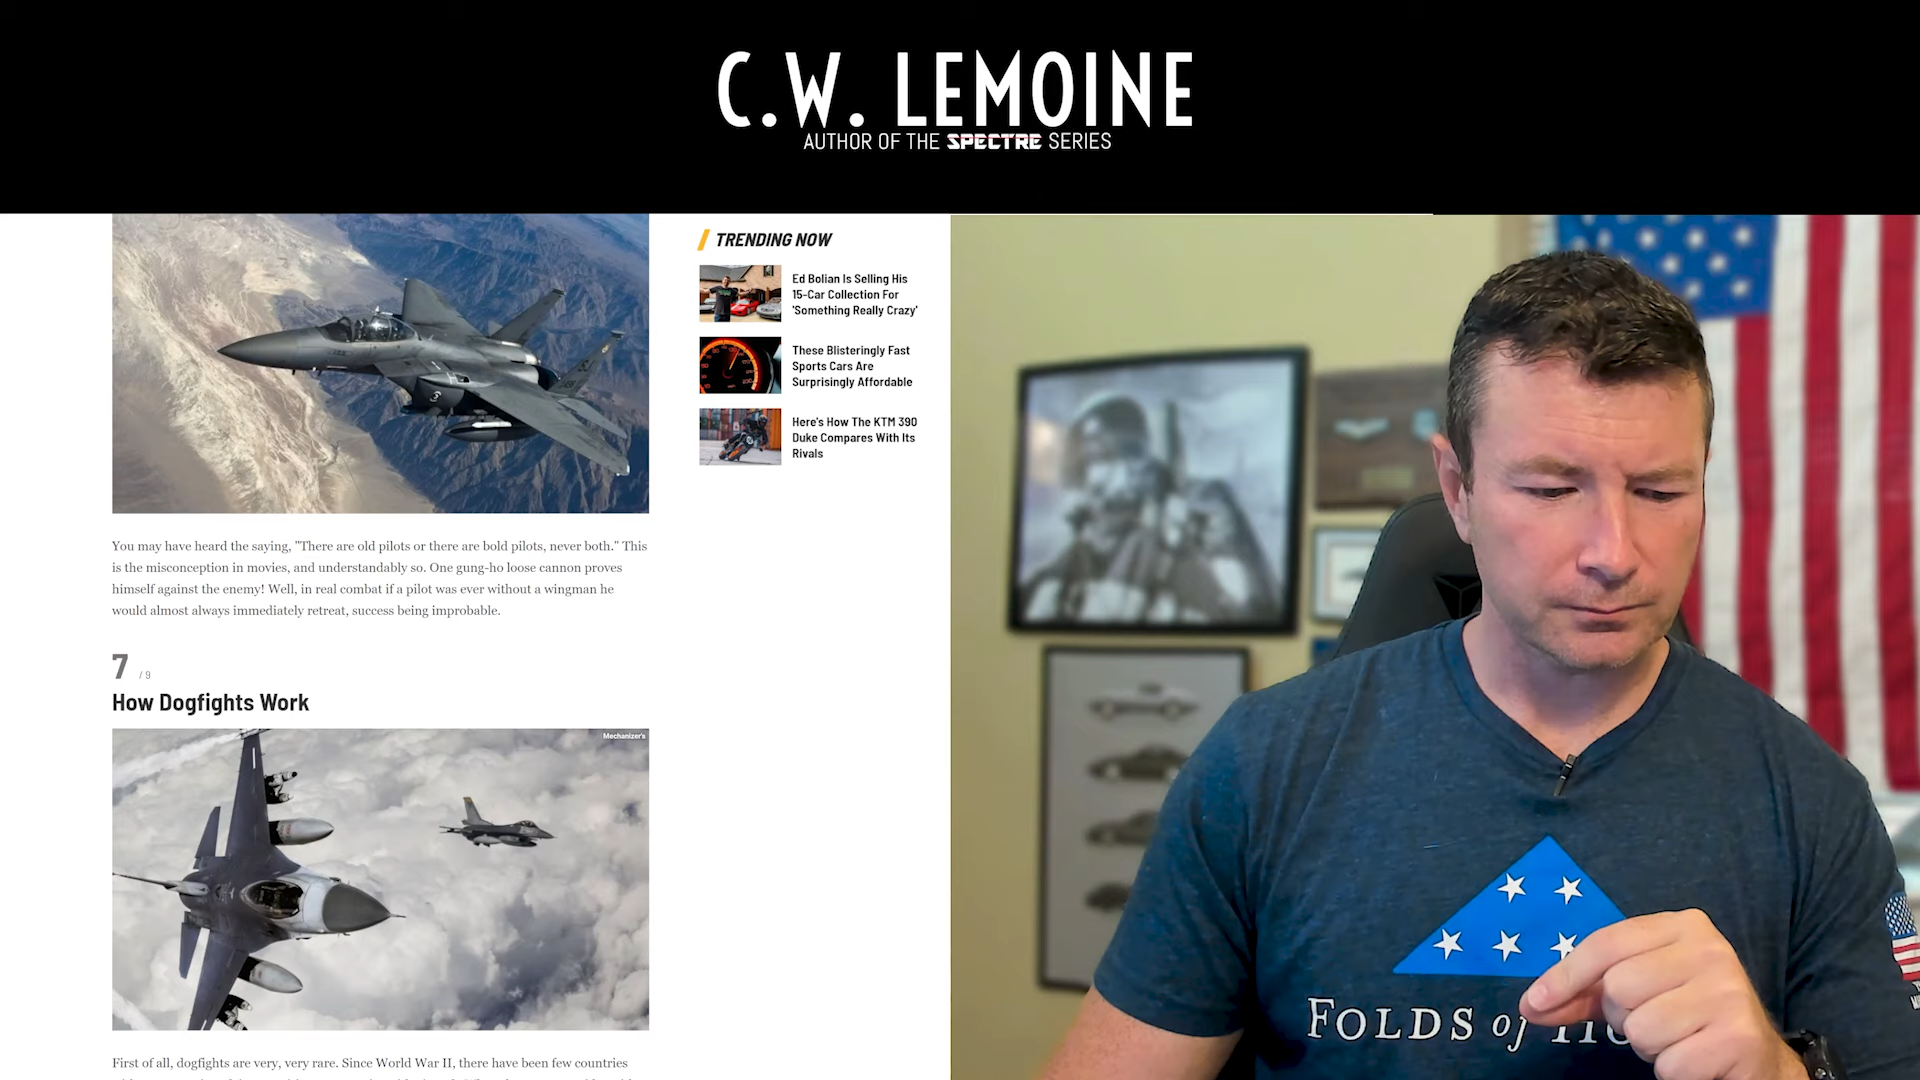 C.W. LEMOINE
AUTHOR OF THE SPECTRE SERIES
TRENDING NOW
Ed Bolian Is Selling His
15-Car Collection For
'Something Really Crazy'
These Blisteringly Fast
Sports Cars Are
Surprisingly Affordable
Here's How The KTM 390
Duke Compares With Its
Rivals
You may have heard the saying, "There are old pilots or there are bold pilots, never both." This
is the misconception in movies, and understandably so. One gung-ho loose cannon proves
himself against the enemy! Well, in real combat if a pilot was ever without a wingman he
would almost always immediately retreat, success being improbable.
7 / 9
How Dogfights Work
Mechanizer's
First of all, dogfights are very, very rare. Since World War II, there have been few countries
FOLDS of